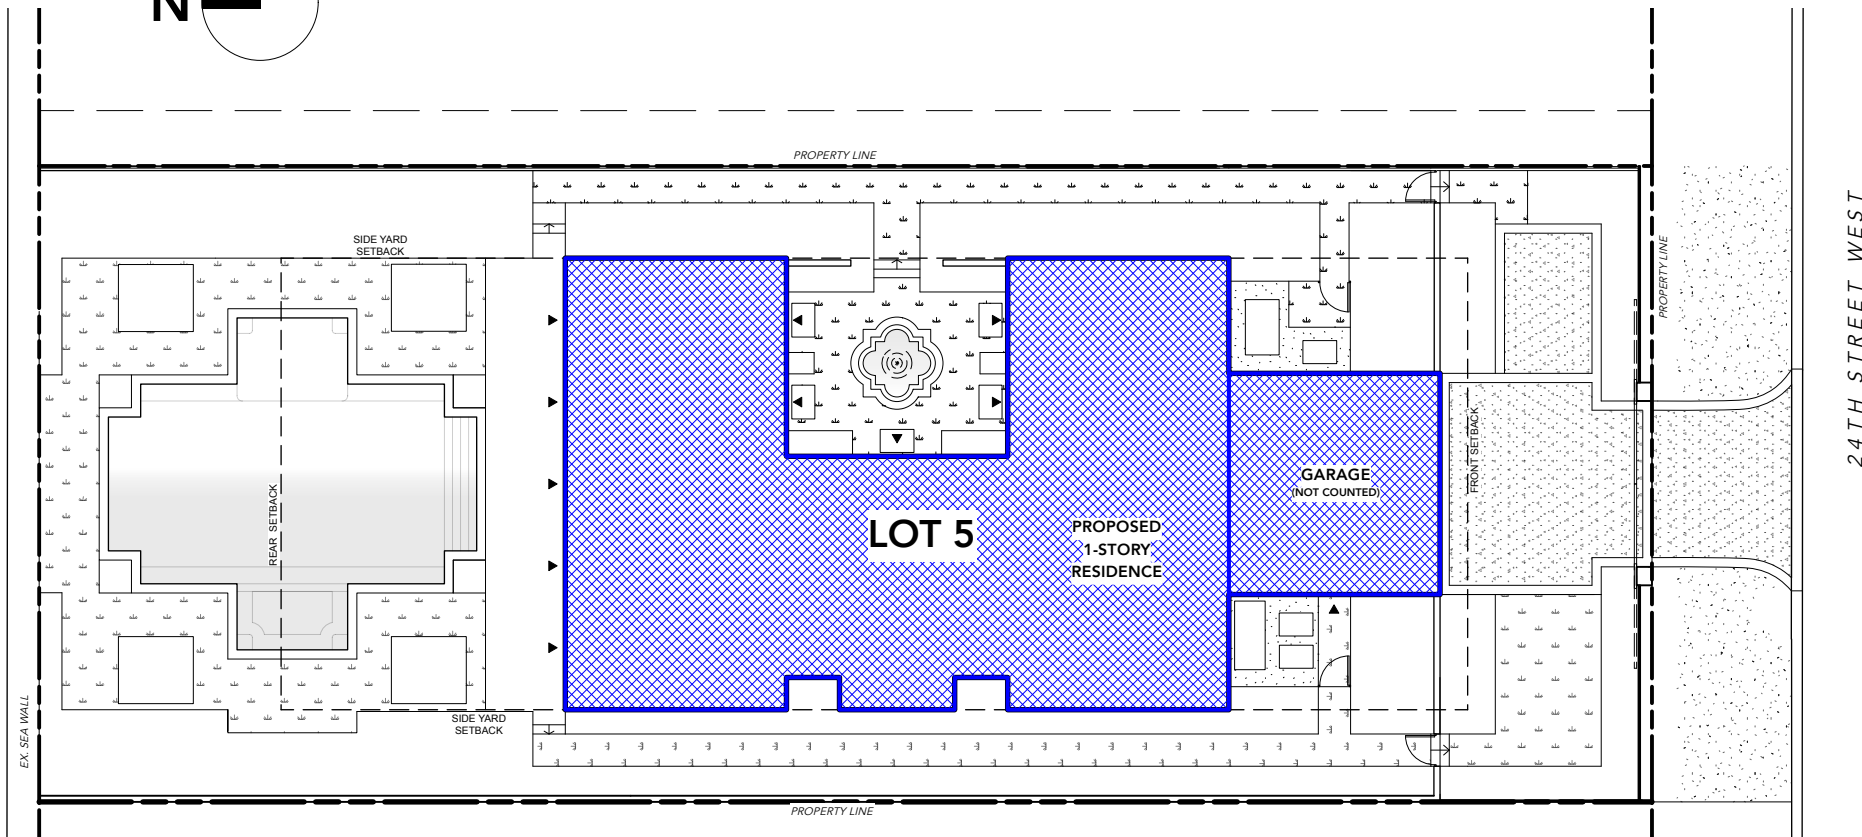 N
PROPERTY LINE
SIDE YARD
SETBACK
24TH STREET WEST
PROPERTY LINE
FRONT SETBACK
GARAGE
(NOT COUNTED)
REAR SETBACK
LOT 5
PROPOSED
1-STORY
RESIDENCE
SIDE YARD
SETBACK
EX. SEA WALL
PROPERTY LINE